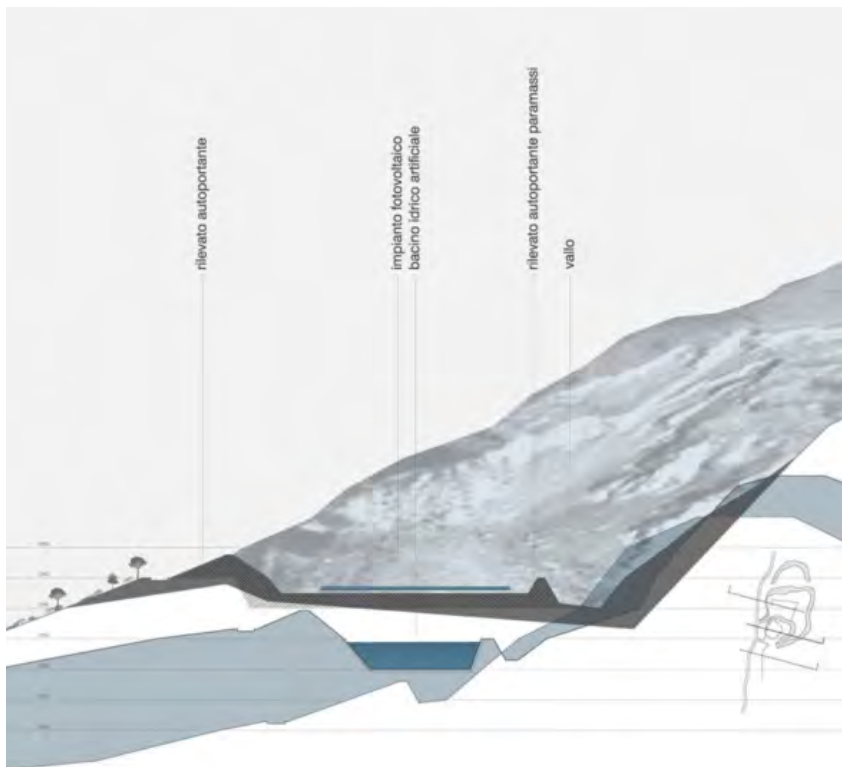 rilevato autoportante
impianto fotovoltaico
bacino idrico artificiale
rilevato autoportante paramassi
vallo